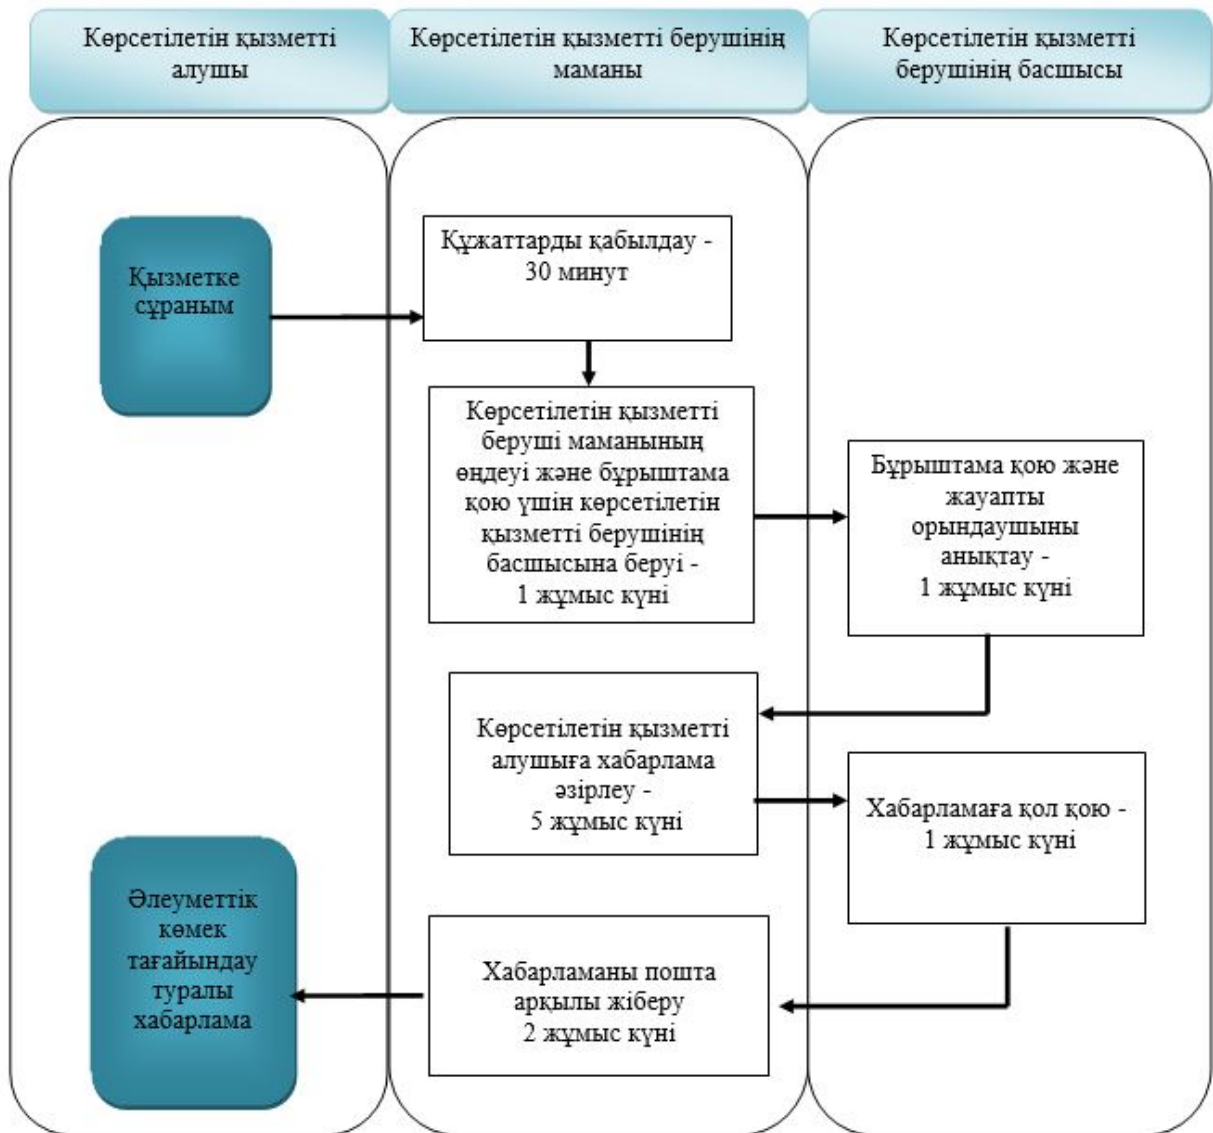 Көрсетілетін қызметті
алушы
Көрсетілетін қызметті берушінің
маманы
Көрсетілетін қызметті
берушінің басшысы
Қызметке
сұраным
Құжаттарды қабылдау -
30 минут
Көрсетілетін қызметті
беруші маманының
өңдеуі және бұрыштама
қою үшін көрсетілетін
қызметті берушінің
басшысына беруі -
1 жұмыс күні
Бұрыштама қою және
жауапты
орындаушыны
анықтау -
1 жұмыс күні
Көрсетілетін қызметті
алушыға хабарлама
әзірлеу -
5 жұмыс күні
Хабарламаға қол қою -
1 жұмыс күні
Хабарламаны пошта
арқылы жіберу
2 жұмыс күні
Әлеуметтік
көмек
тағайындау
туралы
хабарлама